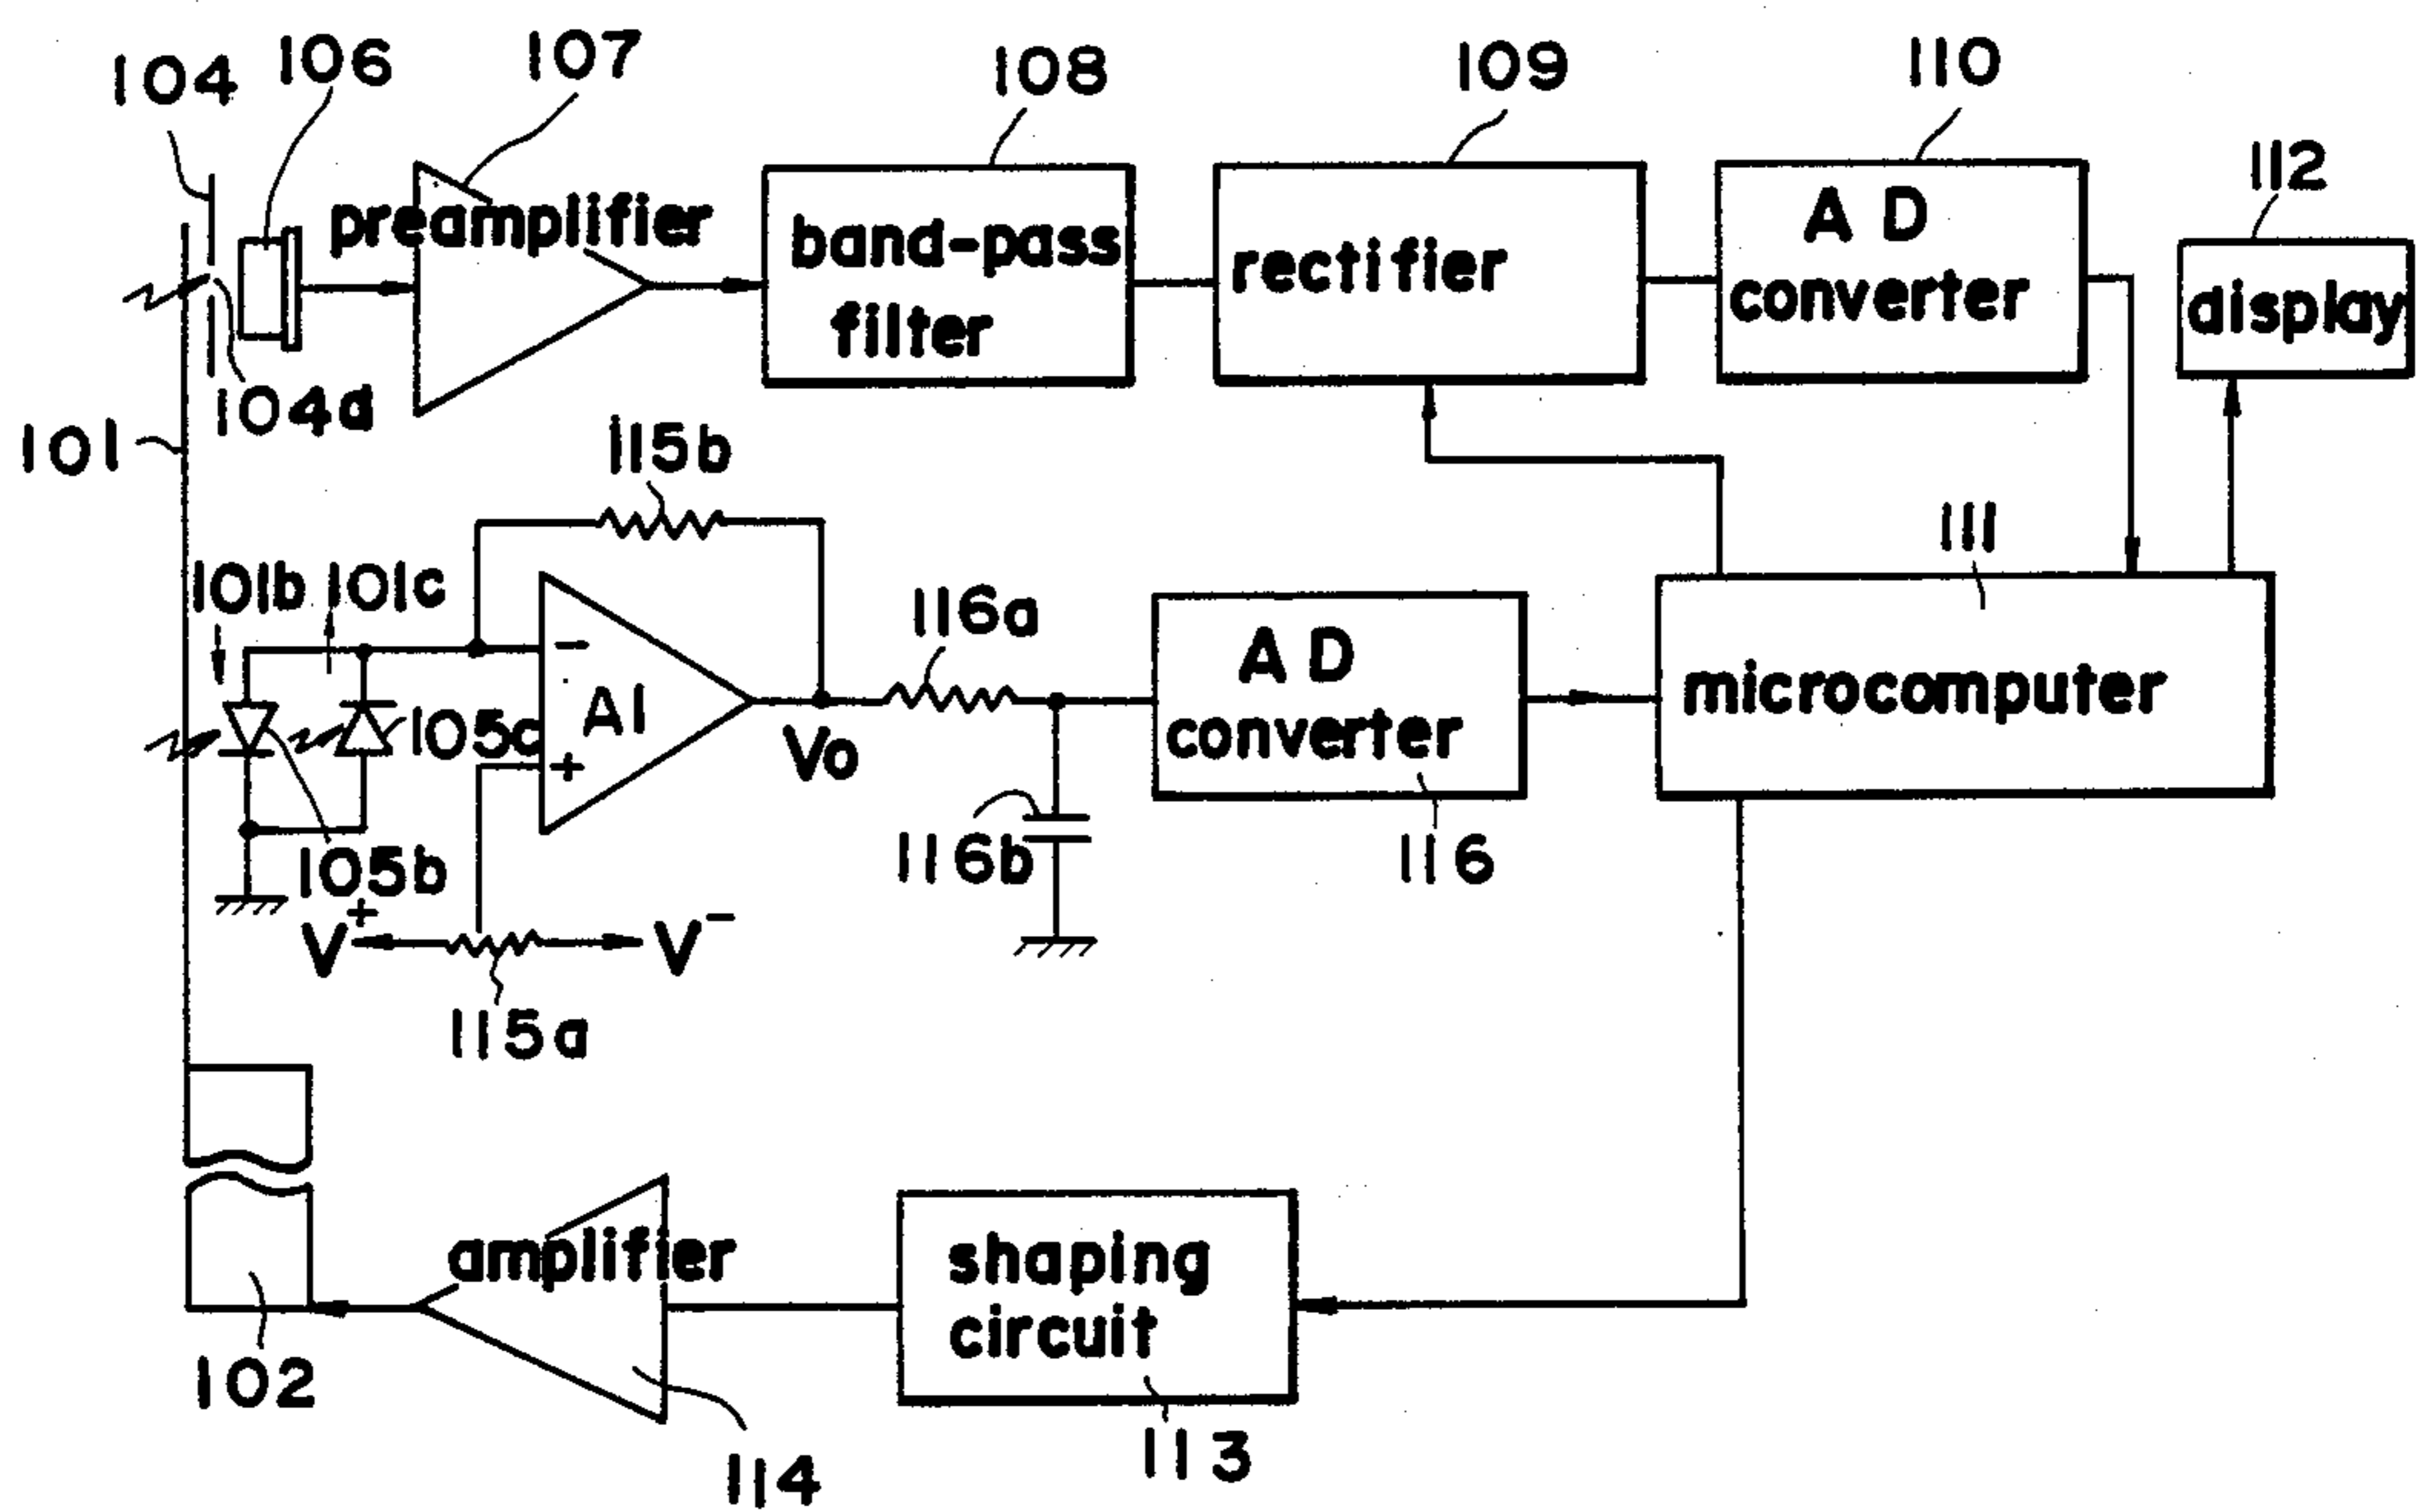 104
106
107
108
109
110
112
preamplifier
band-pass
filter
rectifier
A D
converter
display
104a
101
115b
111
101b
101c
116a
-
A1
+
105c
Vo
A D
converter
microcomputer
105b
116b
116
V+
V-
115a
amplifier
shaping
circuit
102
114
113